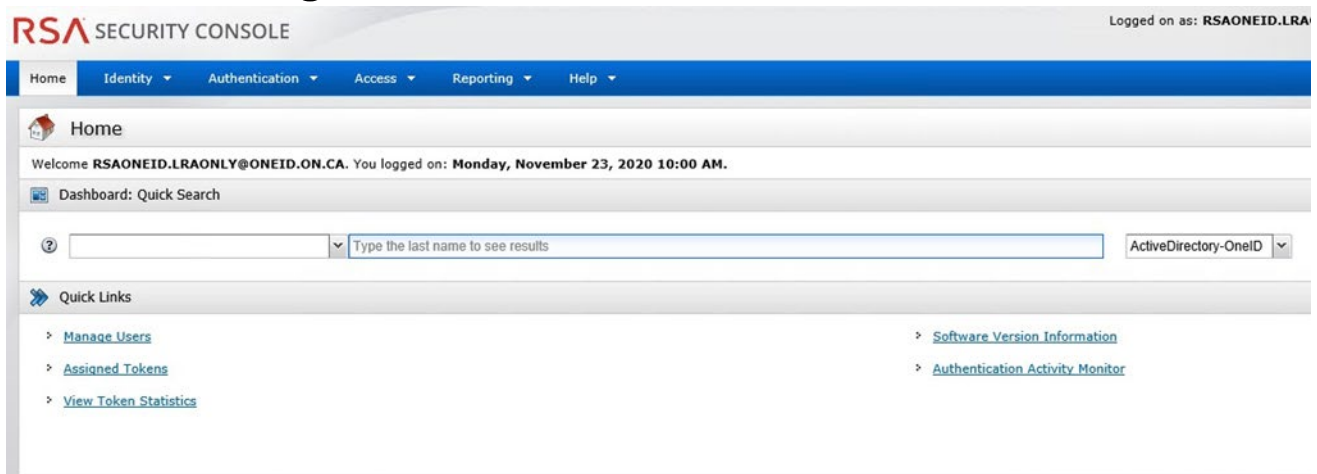 RSA SECURITY CONSOLE
Logged on as: RSAONEID.LRA
Home Identity Authentication Access Reporting Help
Home
Welcome RSAONEID.LRAONLY@ONEID.ON.CA. You logged on: Monday, November 23, 2020 10:00 AM.
Dashboard: Quick Search
Type the last name to see results ActiveDirectory-OneID
Quick Links
Manage Users
Assigned Tokens
View Token Statistics
Software Version Information
Authentication Activity Monitor